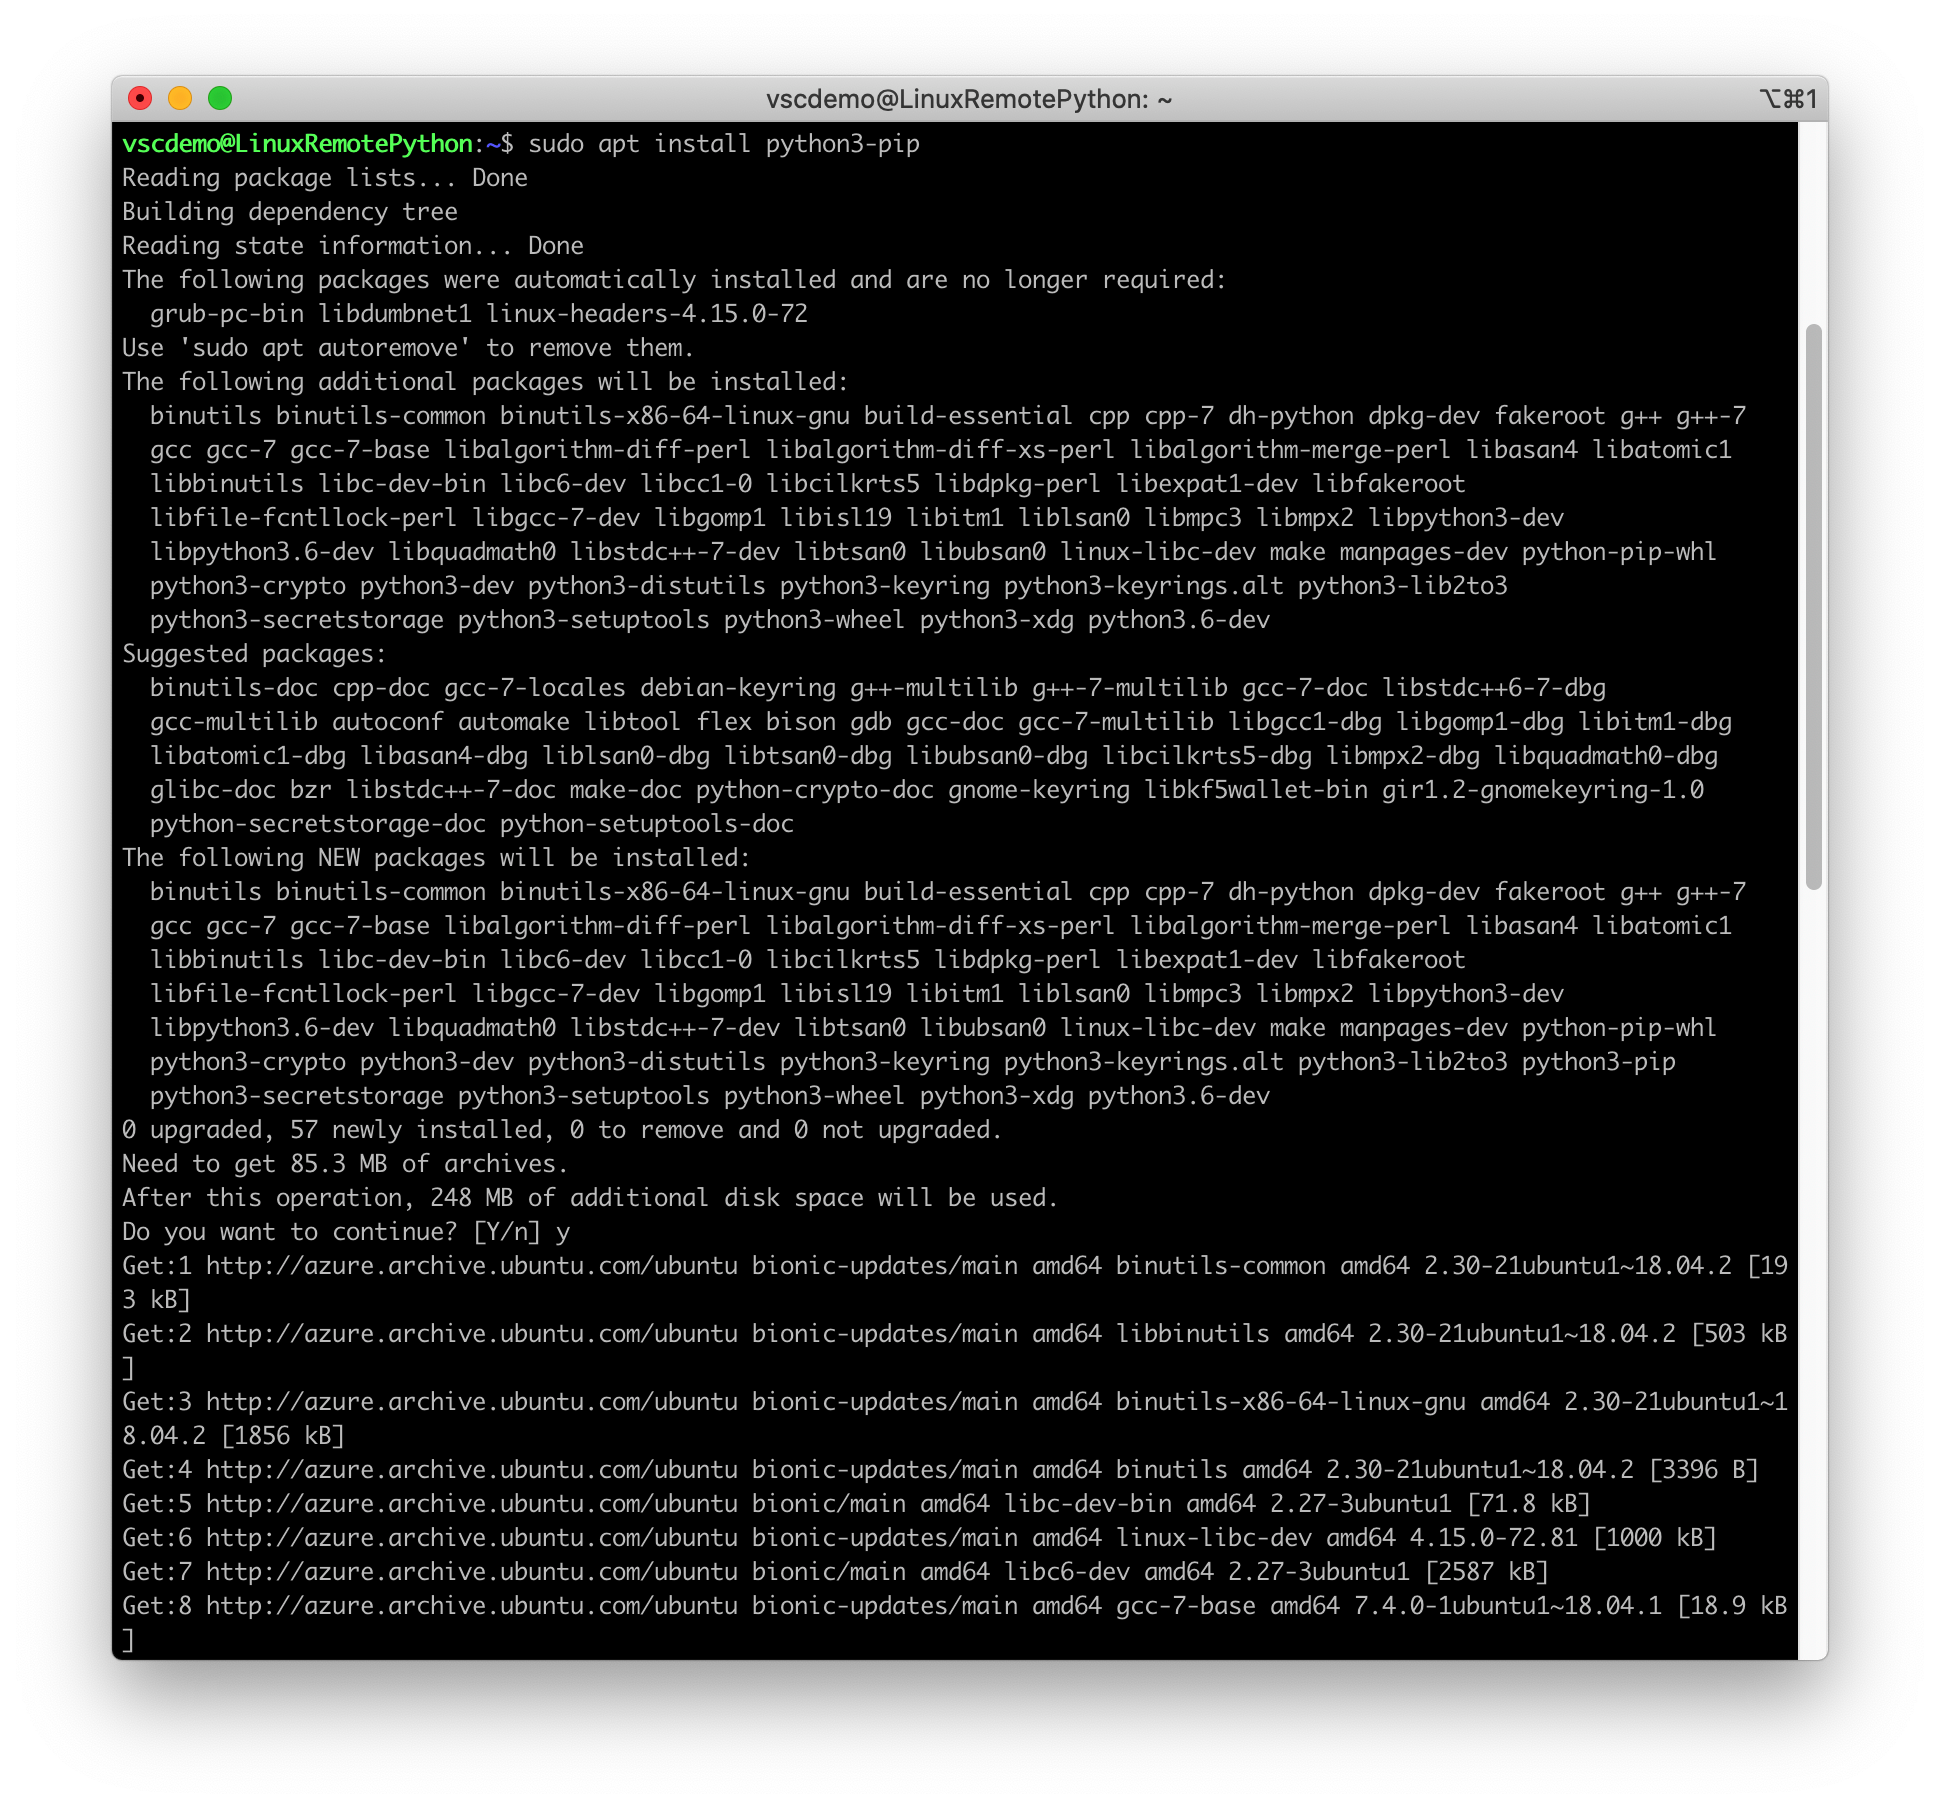 vscdemo@LinuxRemotePython: ~
⌥⌘1
vscdemo@LinuxRemotePython:~$ sudo apt install python3-pip
Reading package lists... Done
Building dependency tree
Reading state information... Done
The following packages were automatically installed and are no longer required:
  grub-pc-bin libdumbnet1 linux-headers-4.15.0-72
Use 'sudo apt autoremove' to remove them.
The following additional packages will be installed:
  binutils binutils-common binutils-x86-64-linux-gnu build-essential cpp cpp-7 dh-python dpkg-dev fakeroot g++ g++-7
  gcc gcc-7 gcc-7-base libalgorithm-diff-perl libalgorithm-diff-xs-perl libalgorithm-merge-perl libasan4 libatomic1
  libbinutils libc-dev-bin libc6-dev libcc1-0 libcilkrts5 libdpkg-perl libexpat1-dev libfakeroot
  libfile-fcntllock-perl libgcc-7-dev libgomp1 libisl19 libitm1 liblsan0 libmpc3 libmpx2 libpython3-dev
  libpython3.6-dev libquadmath0 libstdc++-7-dev libtsan0 libubsan0 linux-libc-dev make manpages-dev python-pip-whl
  python3-crypto python3-dev python3-distutils python3-keyring python3-keyrings.alt python3-lib2to3
  python3-secretstorage python3-setuptools python3-wheel python3-xdg python3.6-dev
Suggested packages:
  binutils-doc cpp-doc gcc-7-locales debian-keyring g++-multilib g++-7-multilib gcc-7-doc libstdc++6-7-dbg
  gcc-multilib autoconf automake libtool flex bison gdb gcc-doc gcc-7-multilib libgcc1-dbg libgomp1-dbg libitm1-dbg
  libatomic1-dbg libasan4-dbg liblsan0-dbg libtsan0-dbg libubsan0-dbg libcilkrts5-dbg libmpx2-dbg libquadmath0-dbg
  glibc-doc bzr libstdc++-7-doc make-doc python-crypto-doc gnome-keyring libkf5wallet-bin gir1.2-gnomekeyring-1.0
  python-secretstorage-doc python-setuptools-doc
The following NEW packages will be installed:
  binutils binutils-common binutils-x86-64-linux-gnu build-essential cpp cpp-7 dh-python dpkg-dev fakeroot g++ g++-7
  gcc gcc-7 gcc-7-base libalgorithm-diff-perl libalgorithm-diff-xs-perl libalgorithm-merge-perl libasan4 libatomic1
  libbinutils libc-dev-bin libc6-dev libcc1-0 libcilkrts5 libdpkg-perl libexpat1-dev libfakeroot
  libfile-fcntllock-perl libgcc-7-dev libgomp1 libisl19 libitm1 liblsan0 libmpc3 libmpx2 libpython3-dev
  libpython3.6-dev libquadmath0 libstdc++-7-dev libtsan0 libubsan0 linux-libc-dev make manpages-dev python-pip-whl
  python3-crypto python3-dev python3-distutils python3-keyring python3-keyrings.alt python3-lib2to3 python3-pip
  python3-secretstorage python3-setuptools python3-wheel python3-xdg python3.6-dev
0 upgraded, 57 newly installed, 0 to remove and 0 not upgraded.
Need to get 85.3 MB of archives.
After this operation, 248 MB of additional disk space will be used.
Do you want to continue? [Y/n] y
Get:1 http://azure.archive.ubuntu.com/ubuntu bionic-updates/main amd64 binutils-common amd64 2.30-21ubuntu1~18.04.2 [19
3 kB]
Get:2 http://azure.archive.ubuntu.com/ubuntu bionic-updates/main amd64 libbinutils amd64 2.30-21ubuntu1~18.04.2 [503 kB
]
Get:3 http://azure.archive.ubuntu.com/ubuntu bionic-updates/main amd64 binutils-x86-64-linux-gnu amd64 2.30-21ubuntu1~1
8.04.2 [1856 kB]
Get:4 http://azure.archive.ubuntu.com/ubuntu bionic-updates/main amd64 binutils amd64 2.30-21ubuntu1~18.04.2 [3396 B]
Get:5 http://azure.archive.ubuntu.com/ubuntu bionic/main amd64 libc-dev-bin amd64 2.27-3ubuntu1 [71.8 kB]
Get:6 http://azure.archive.ubuntu.com/ubuntu bionic-updates/main amd64 linux-libc-dev amd64 4.15.0-72.81 [1000 kB]
Get:7 http://azure.archive.ubuntu.com/ubuntu bionic/main amd64 libc6-dev amd64 2.27-3ubuntu1 [2587 kB]
Get:8 http://azure.archive.ubuntu.com/ubuntu bionic-updates/main amd64 gcc-7-base amd64 7.4.0-1ubuntu1~18.04.1 [18.9 kB
]